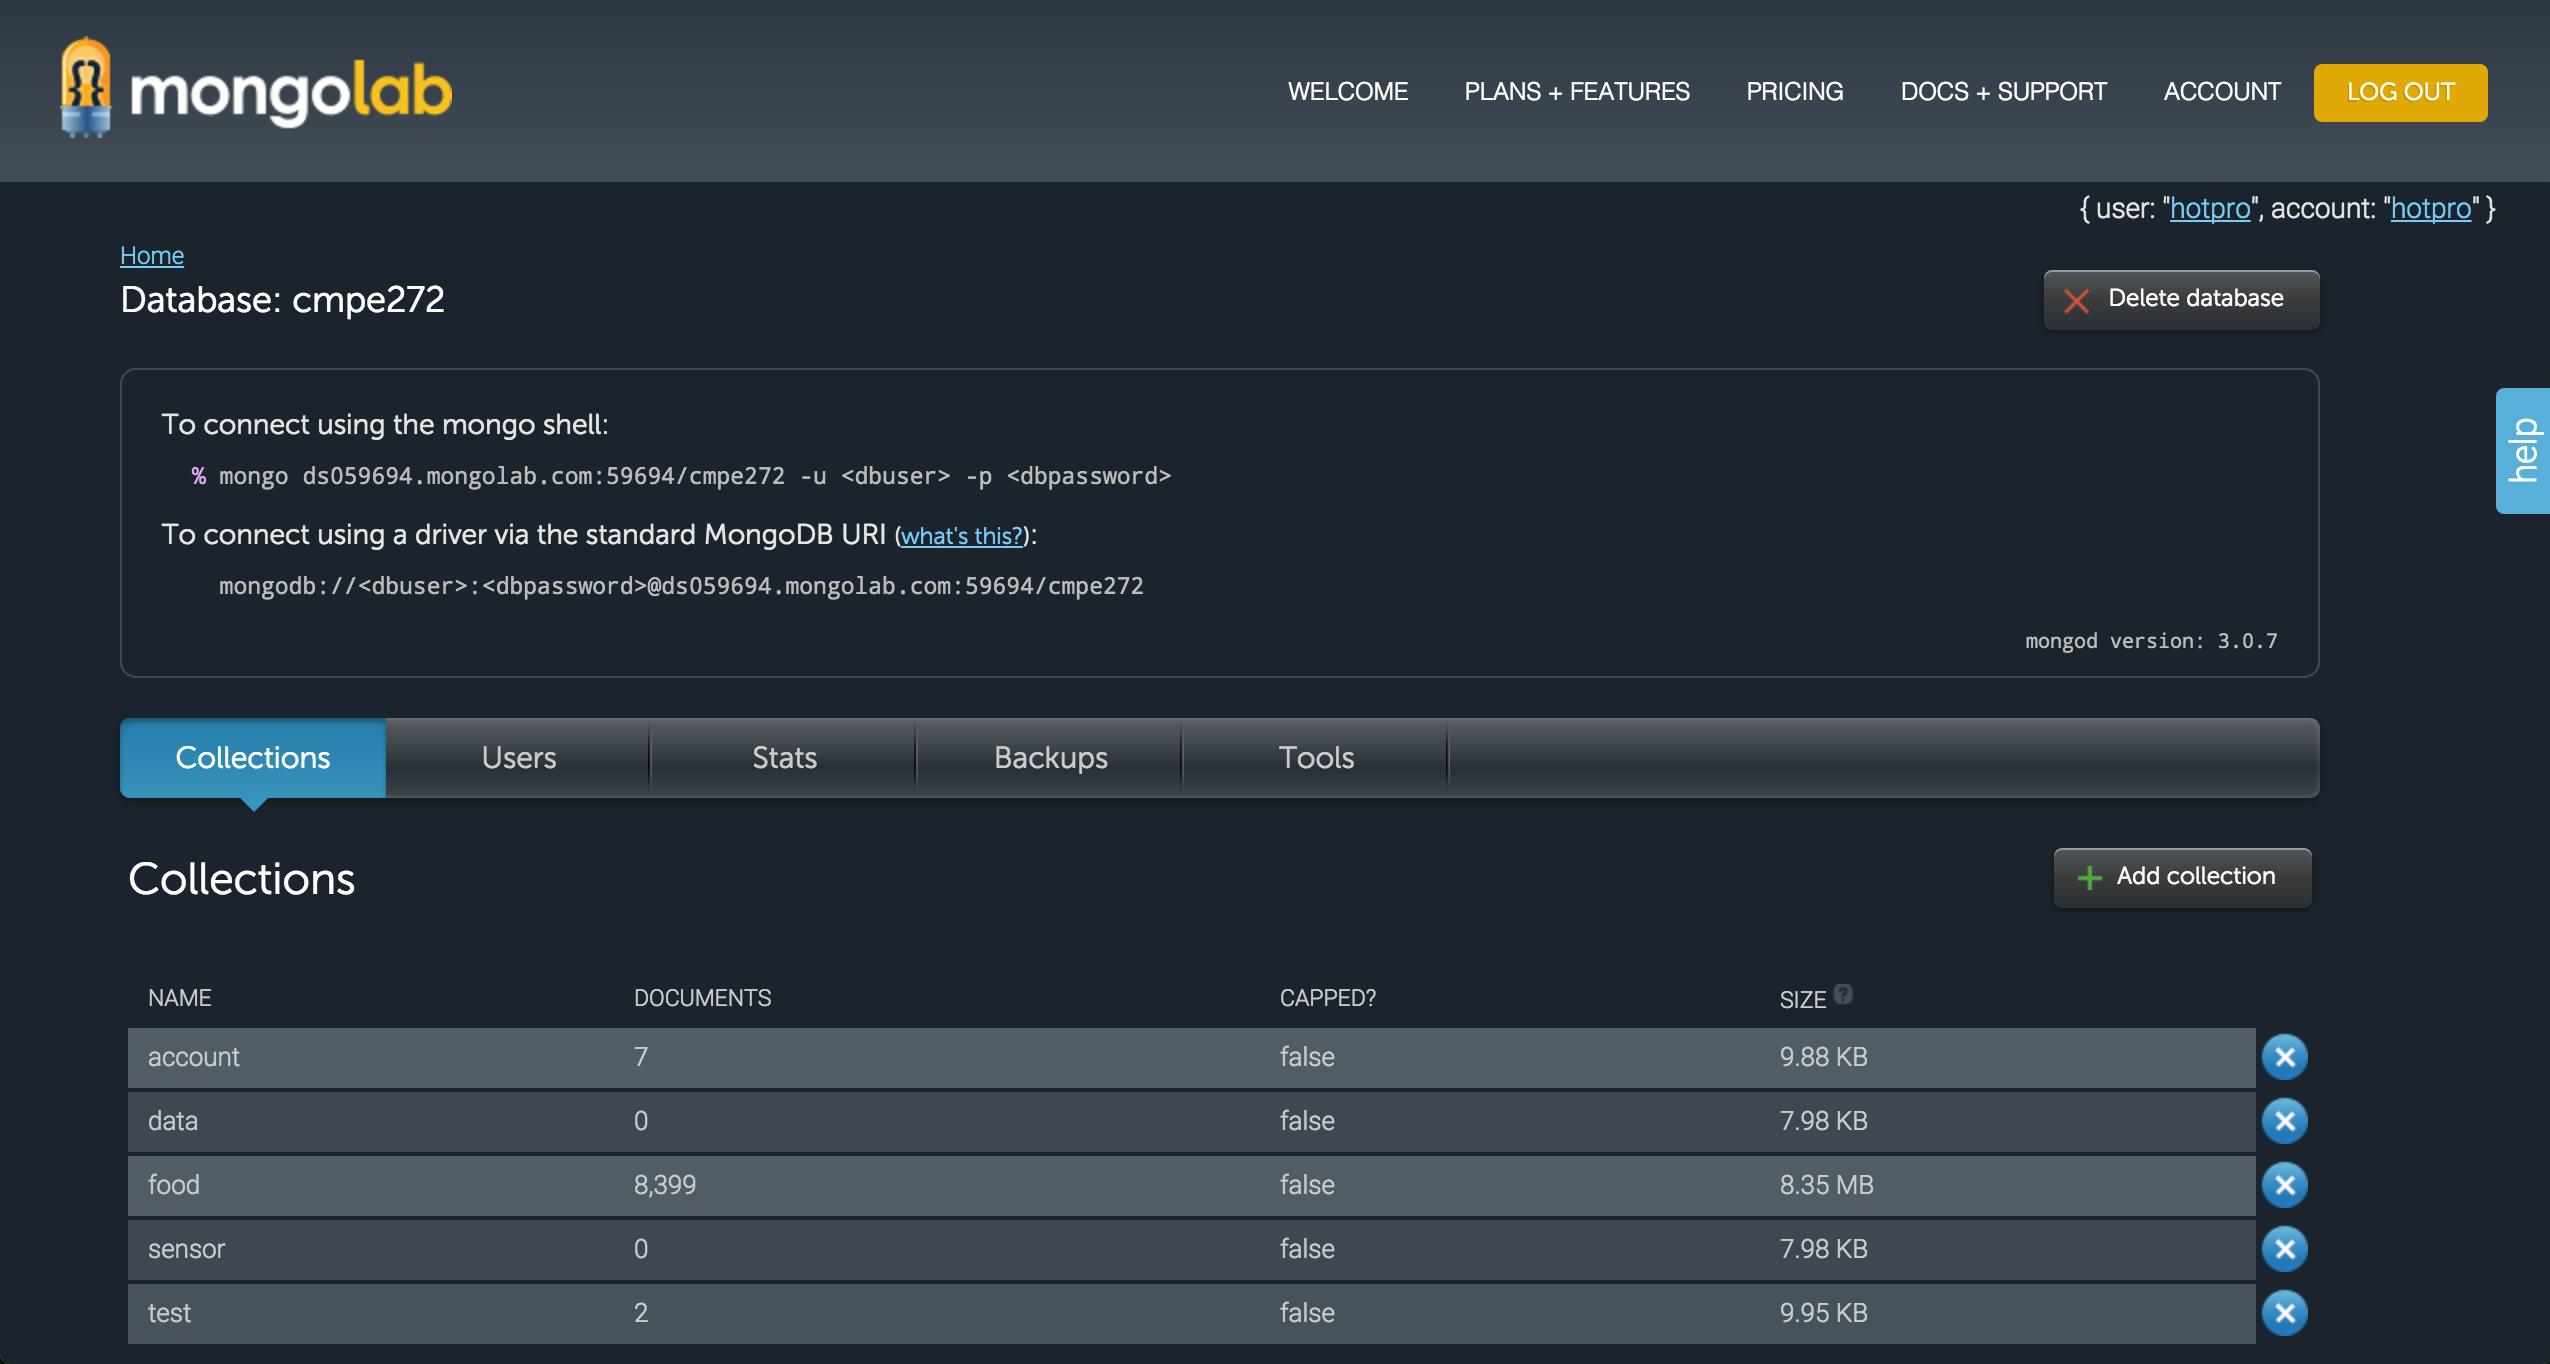 mongolab
WELCOME PLANS + FEATURES PRICING DOCS + SUPPORT ACCOUNT LOG OUT
{ user: "hotpro", account: "hotpro" }
Home
Database: cmpe272
Delete database
help
To connect using the mongo shell:
% mongo ds059694.mongolab.com:59694/cmpe272 -u <dbuser> -p <dbpassword>
To connect using a driver via the standard MongoDB URI (what's this?):
mongodb://<dbuser>:<dbpassword>@ds059694.mongolab.com:59694/cmpe272
mongod version: 3.0.7
Collections Users Stats Backups Tools
Collections
Add collection
NAME DOCUMENTS CAPPED? SIZE ?
account 7 false 9.88 KB
data 0 false 7.98 KB
food 8,399 false 8.35 MB
sensor 0 false 7.98 KB
test 2 false 9.95 KB